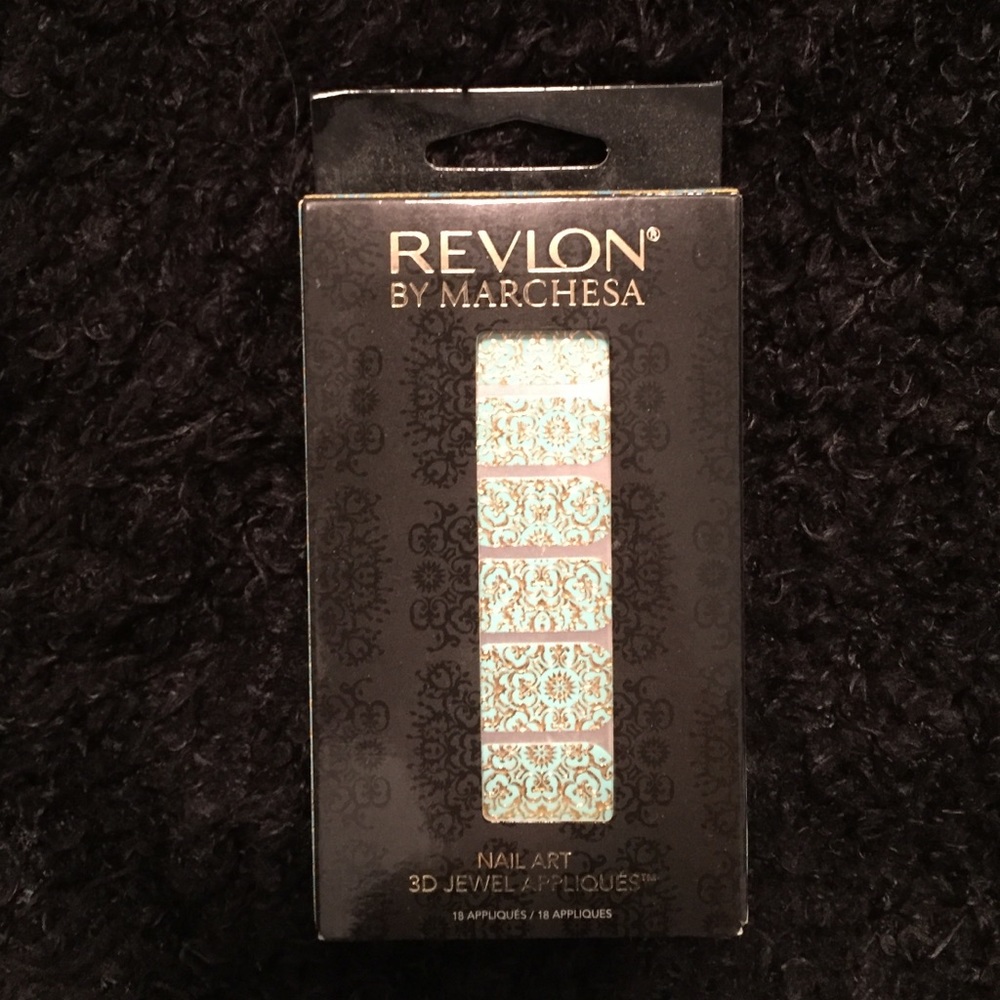 REVLON®
BY MARCHESA
NAIL ART
3D JEWEL APPLIQUÉS™
18 APPLIQUÉS / 18 APPLIQUES